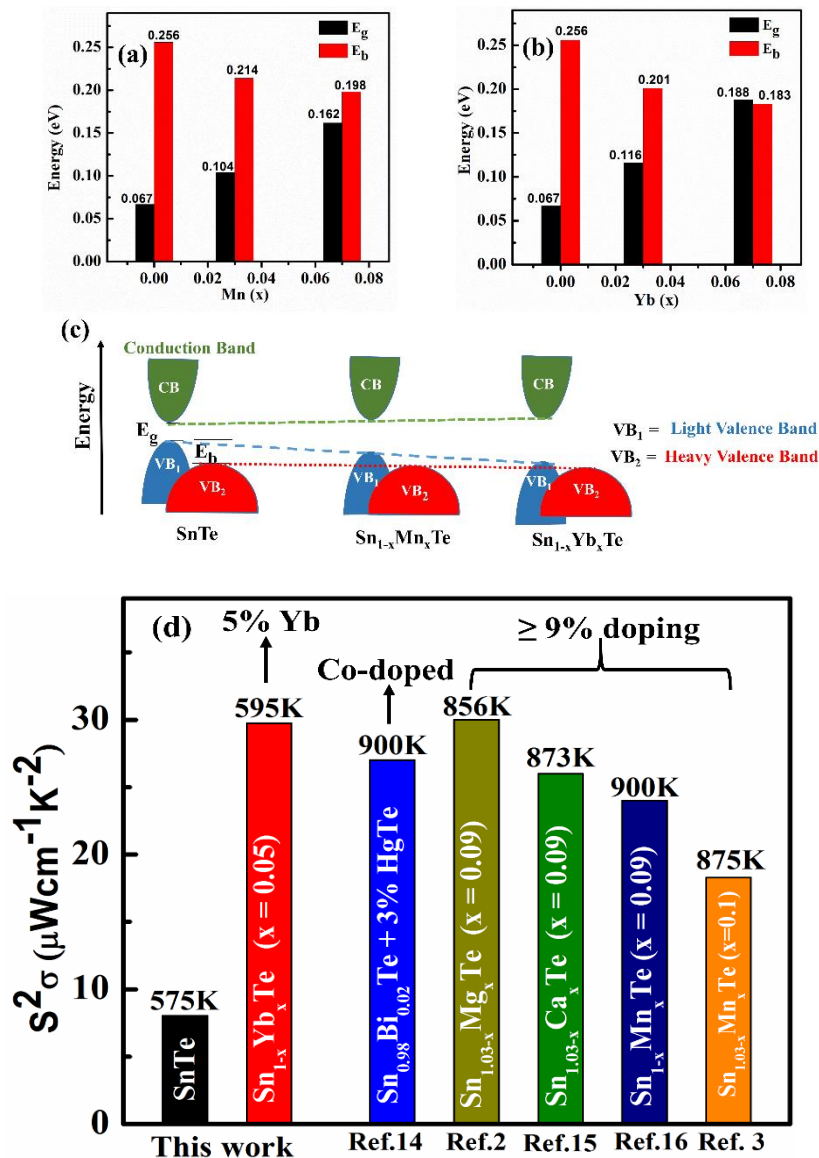 (a)
E_g
E_b
0.256
0.214
0.198
0.162
0.104
0.067
0.25
0.20
0.15
0.10
0.05
0.00
Energy (eV)
0.00 0.02 0.04 0.06 0.08
Mn (x)
(b)
E_g
E_b
0.256
0.201
0.188
0.183
0.116
0.067
0.25
0.20
0.15
0.10
0.05
0.00
Energy (eV)
0.00 0.02 0.04 0.06 0.08
Yb (x)
(c)
Energy
Conduction Band
CB CB CB
E_g
E_b
VB₁ VB₂
VB₁ VB₂
VB₁ VB₂
VB₁ = Light Valence Band
VB₂ = Heavy Valence Band
SnTe
Sn₁₋ₓMnₓTe
Sn₁₋ₓYbₓTe
(d)
5% Yb
Co-doped
≥ 9% doping
S²σ (μWcm⁻¹K⁻²)
30
20
10
0
575K
595K
900K
856K
873K
900K
875K
SnTe
Sn₁₋ₓYbₓTe (x = 0.05)
Sn₀.₉₈Bi₀.₀₂Te + 3% HgTe
Sn₁.₀₃₋ₓMgₓTe (x = 0.09)
Sn₁.₀₃₋ₓCaₓTe (x = 0.09)
Sn₁₋ₓMnₓTe (x = 0.09)
Sn₁.₀₃₋ₓMnₓTe (x=0.1)
This work Ref.14 Ref.2 Ref.15 Ref.16 Ref. 3